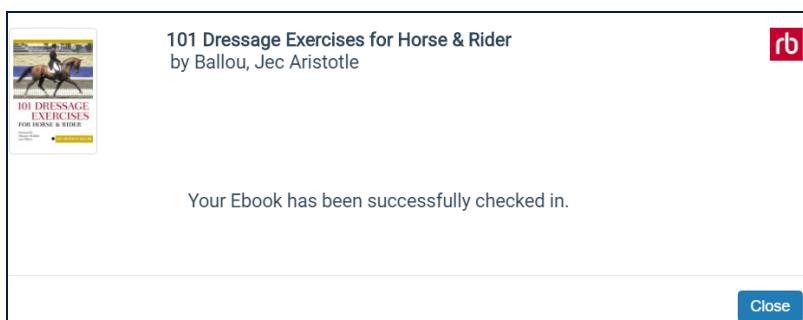 101 Dressage Exercises for Horse & Rider
by Ballou, Jec Aristotle
rb
101 DRESSAGE
EXERCISES
FOR HORSE & RIDER
Your Ebook has been successfully checked in.
Close